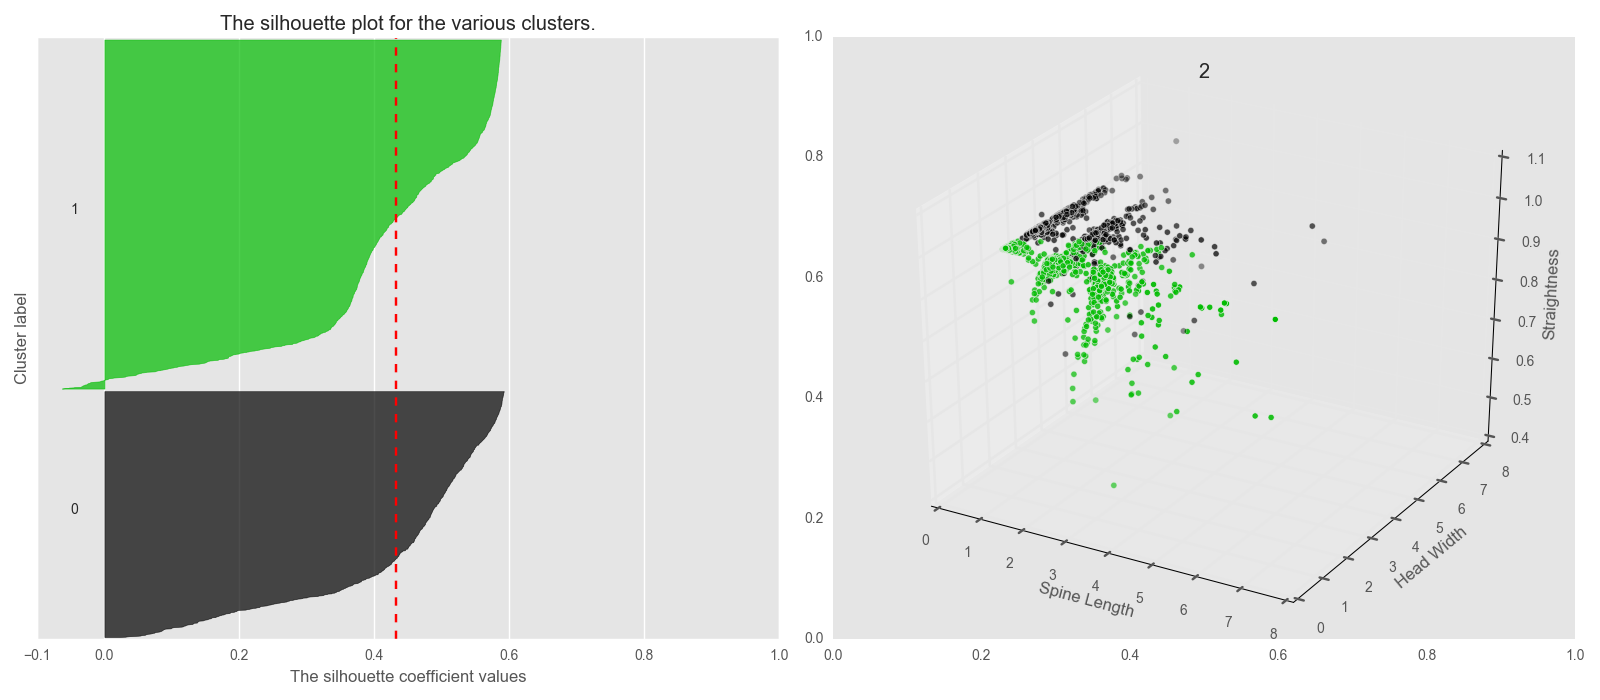 The silhouette plot for the various clusters.
Cluster label
1
0
−0.1 0.0 0.2 0.4 0.6 0.8 1.0
The silhouette coefficient values
2
1.0
0.8
0.6
0.4
0.2
0.0
0.0 0.2 0.4 0.6 0.8 1.0
1.1
1.0
0.9
0.8
0.7
0.6
0.5
0.4
Straightness
0 1 2 3 4 5 6 7 8
Spine Length
0 1 2 3 4 5 6 7 8
Head Width